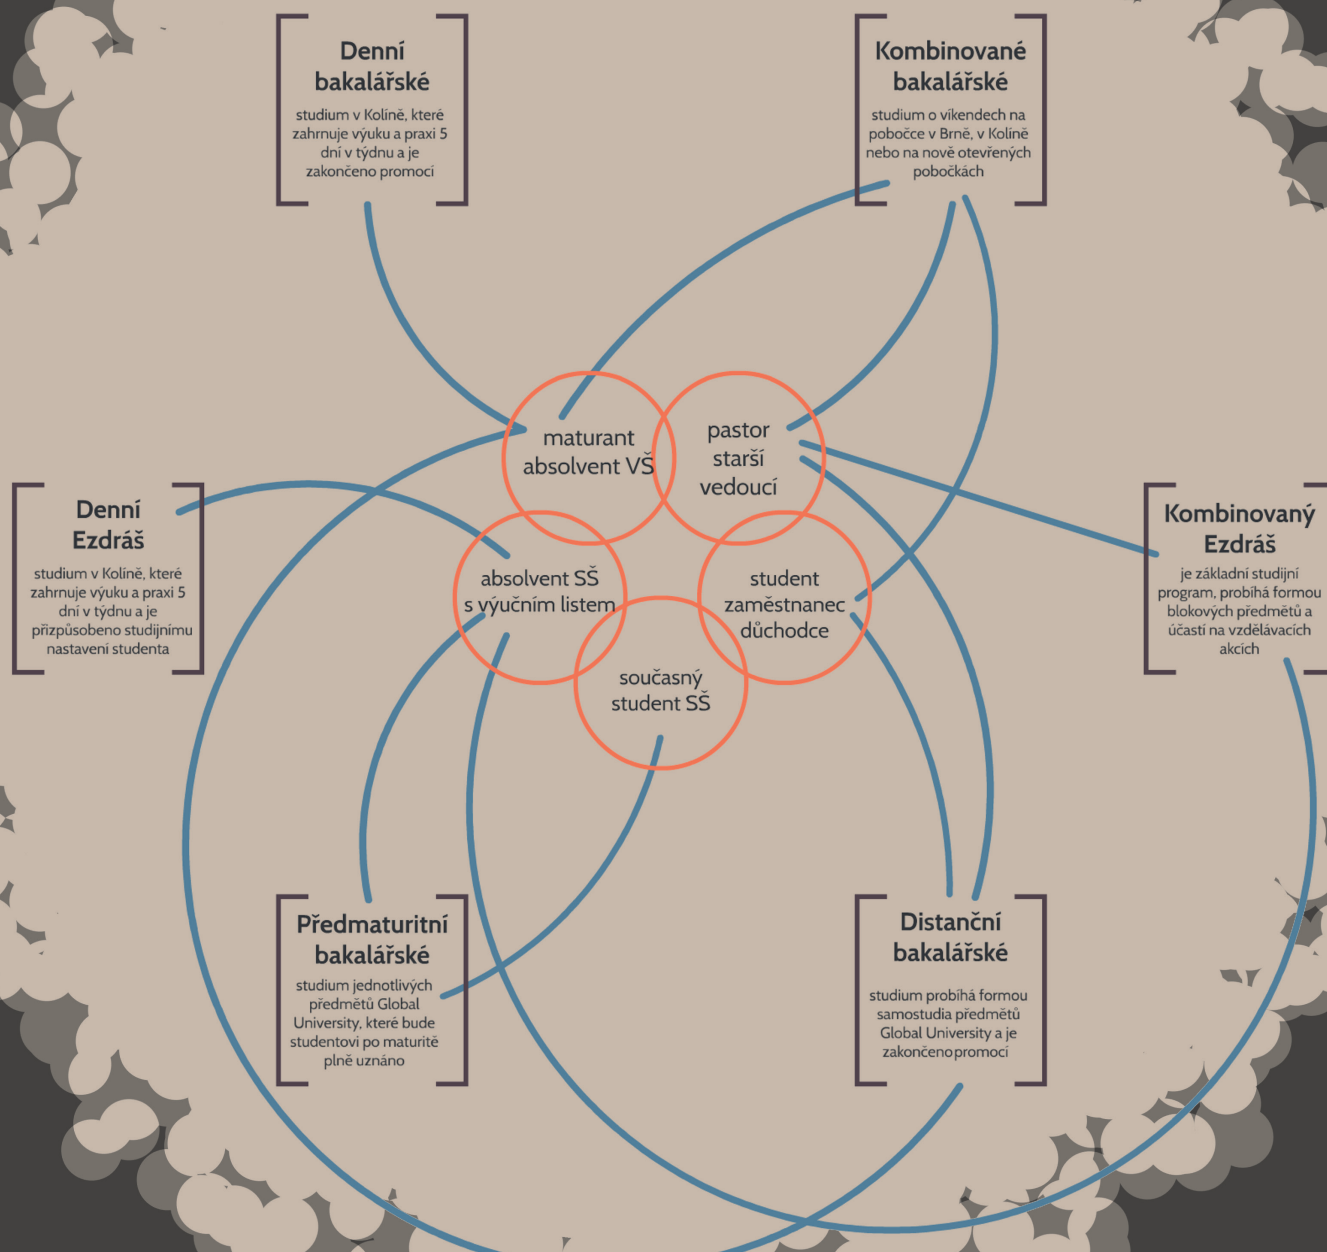 Denní
bakalářské
studium v Kolíně, které
zahrnuje výuku a praxi 5
dní v týdnu a je
zakončeno promocí
Kombinované
bakalářské
studium o víkendech na
pobočce v Brně, v Kolíně
nebo na nově otevřených
pobočkách
maturant
absolvent VŠ
pastor
starší
vedoucí
Denní
Ezdráš
studium v Kolíně, které
zahrnuje výuku a praxi 5
dní v týdnu a je
přizpůsobeno studijnímu
nastavení studenta
absolvent SŠ
s výučním listem
student
zaměstnanec
důchodce
Kombinovaný
Ezdráš
je základní studijní
program, probíhá formou
blokových předmětů a
účastí na vzdělávacích
akcích
současný
student SŠ
Předmaturitní
bakalářské
studium jednotlivých
předmětů Global
University, které bude
studentovi po maturitě
plně uznáno
Distanční
bakalářské
studium probíhá formou
samostudia předmětů
Global University a je
zakončeno promocí